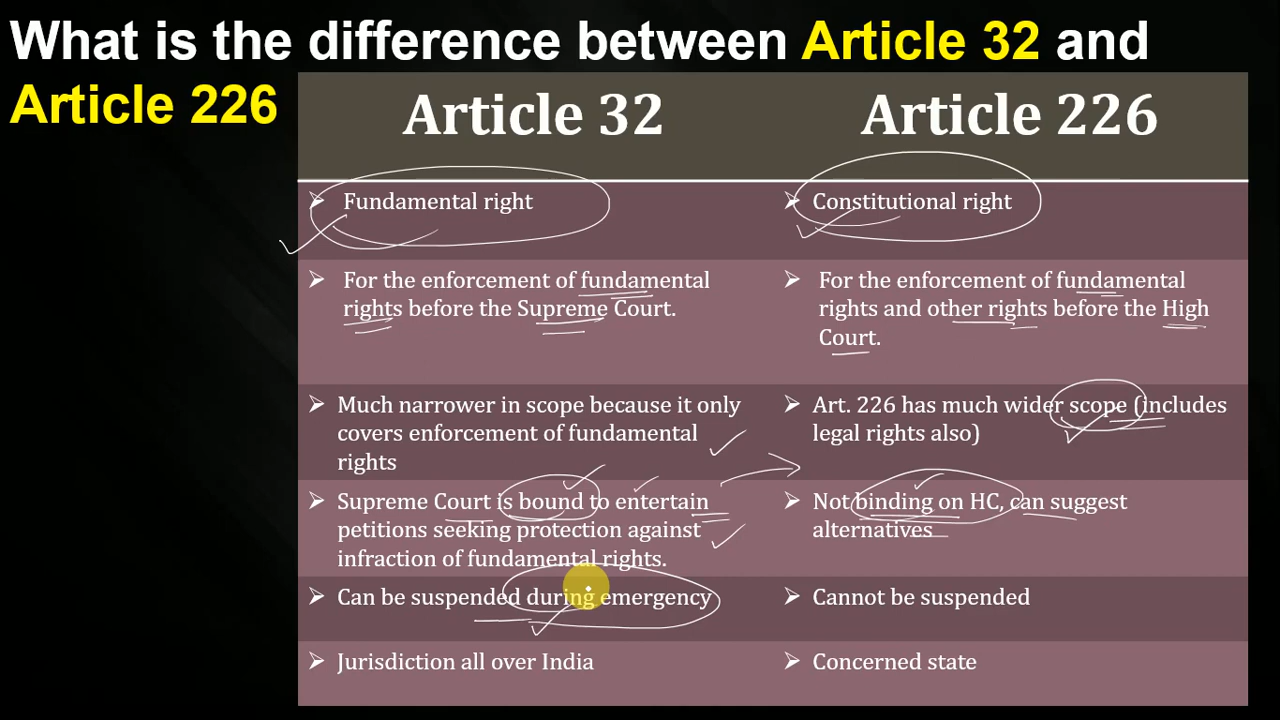 What is the difference between Article 32 and
Article 226
Article 32
Article 226
➢ Fundamental right
➢ Constitutional right
➢ For the enforcement of fundamental
rights before the Supreme Court.
➢ For the enforcement of fundamental
rights and other rights before the High
Court.
➢ Much narrower in scope because it only
covers enforcement of fundamental
rights
➢ Art. 226 has much wider scope (includes
legal rights also)
➢ Supreme Court is bound to entertain
petitions seeking protection against
infraction of fundamental rights.
➢ Not binding on HC, can suggest
alternatives
➢ Can be suspended during emergency
➢ Cannot be suspended
➢ Jurisdiction all over India
➢ Concerned state